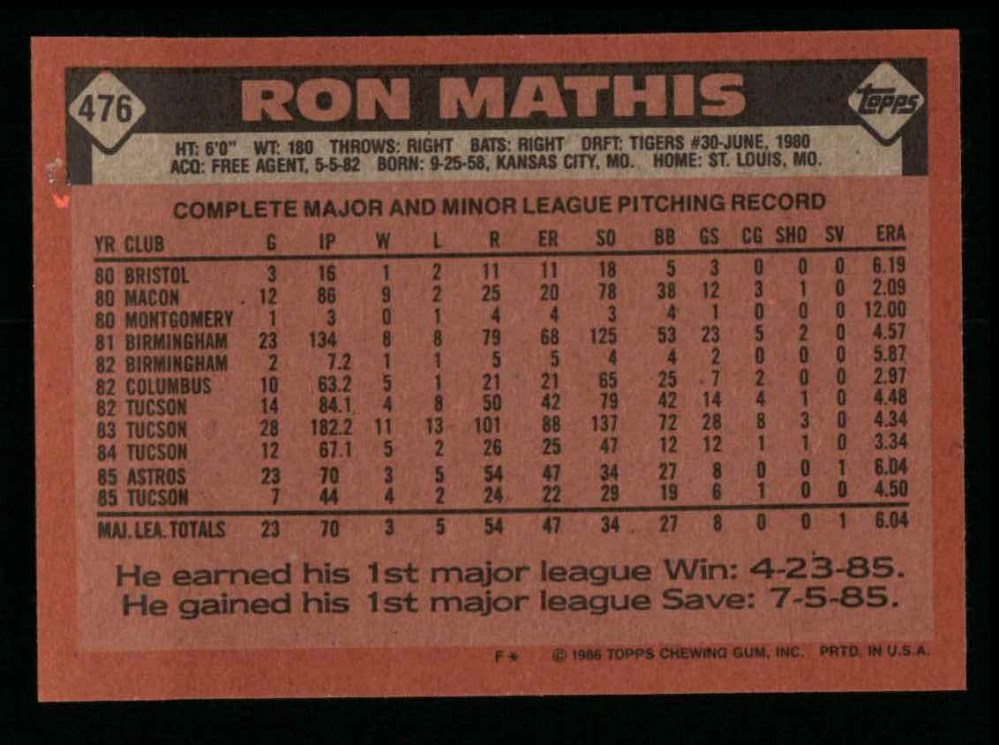 476 RON MATHIS Topps
HT: 6'0" WT: 180 THROWS: RIGHT BATS: RIGHT DRFT: TIGERS #30-JUNE, 1980
ACQ: FREE AGENT, 5-5-82 BORN: 9-25-58, KANSAS CITY, MO. HOME: ST. LOUIS, MO.
COMPLETE MAJOR AND MINOR LEAGUE PITCHING RECORD
YR CLUB G IP W L R ER SO BB GS CG SHO SV ERA
80 BRISTOL 3 16 1 2 11 11 18 5 3 0 0 0 6.19
80 MACON 12 86 9 2 25 20 78 38 12 3 1 0 2.09
80 MONTGOMERY 1 3 0 1 4 4 3 4 1 0 0 0 12.00
81 BIRMINGHAM 23 134 8 8 79 68 125 53 23 5 2 0 4.57
82 BIRMINGHAM 2 7.2 1 1 5 5 4 4 2 0 0 0 5.87
82 COLUMBUS 10 63.2 5 1 21 21 65 25 7 2 0 0 2.97
82 TUCSON 14 84.1 4 8 50 42 79 42 14 4 1 0 4.48
83 TUCSON 28 182.2 11 13 101 88 137 72 28 8 3 0 4.34
84 TUCSON 12 67.1 5 2 26 25 47 12 12 1 1 0 3.34
85 ASTROS 23 70 3 5 54 47 34 27 8 0 0 1 6.04
85 TUCSON 7 44 4 2 24 22 29 19 6 1 0 0 4.50
MAJ. LEA. TOTALS 23 70 3 5 54 47 34 27 8 0 0 1 6.04
He earned his 1st major league Win: 4-23-85.
He gained his 1st major league Save: 7-5-85.
F* © 1986 TOPPS CHEWING GUM, INC. PRTD. IN U.S.A.